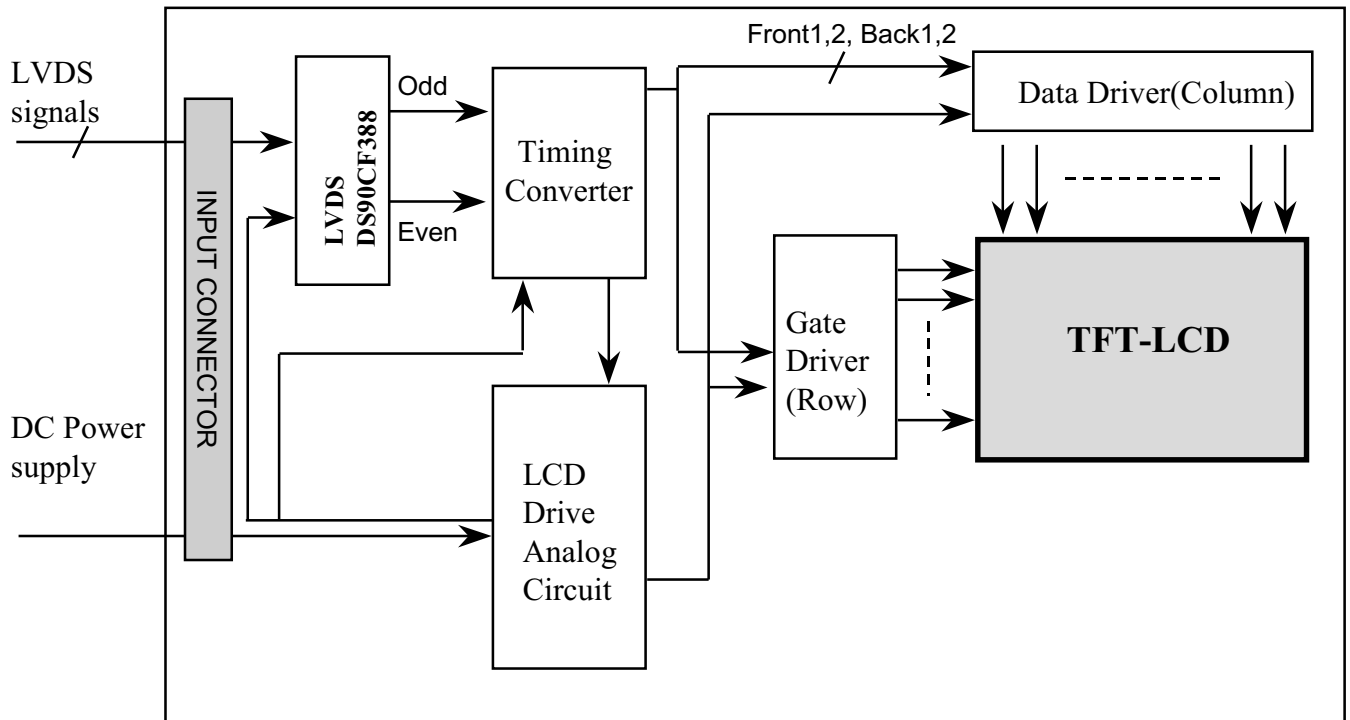 Front1,2, Back1,2
LVDS
signals
Odd
Even
LVDS
DS90CF388
Timing
Converter
Data Driver(Column)
INPUT CONNECTOR
Gate
Driver
(Row)
TFT-LCD
DC Power
supply
LCD
Drive
Analog
Circuit